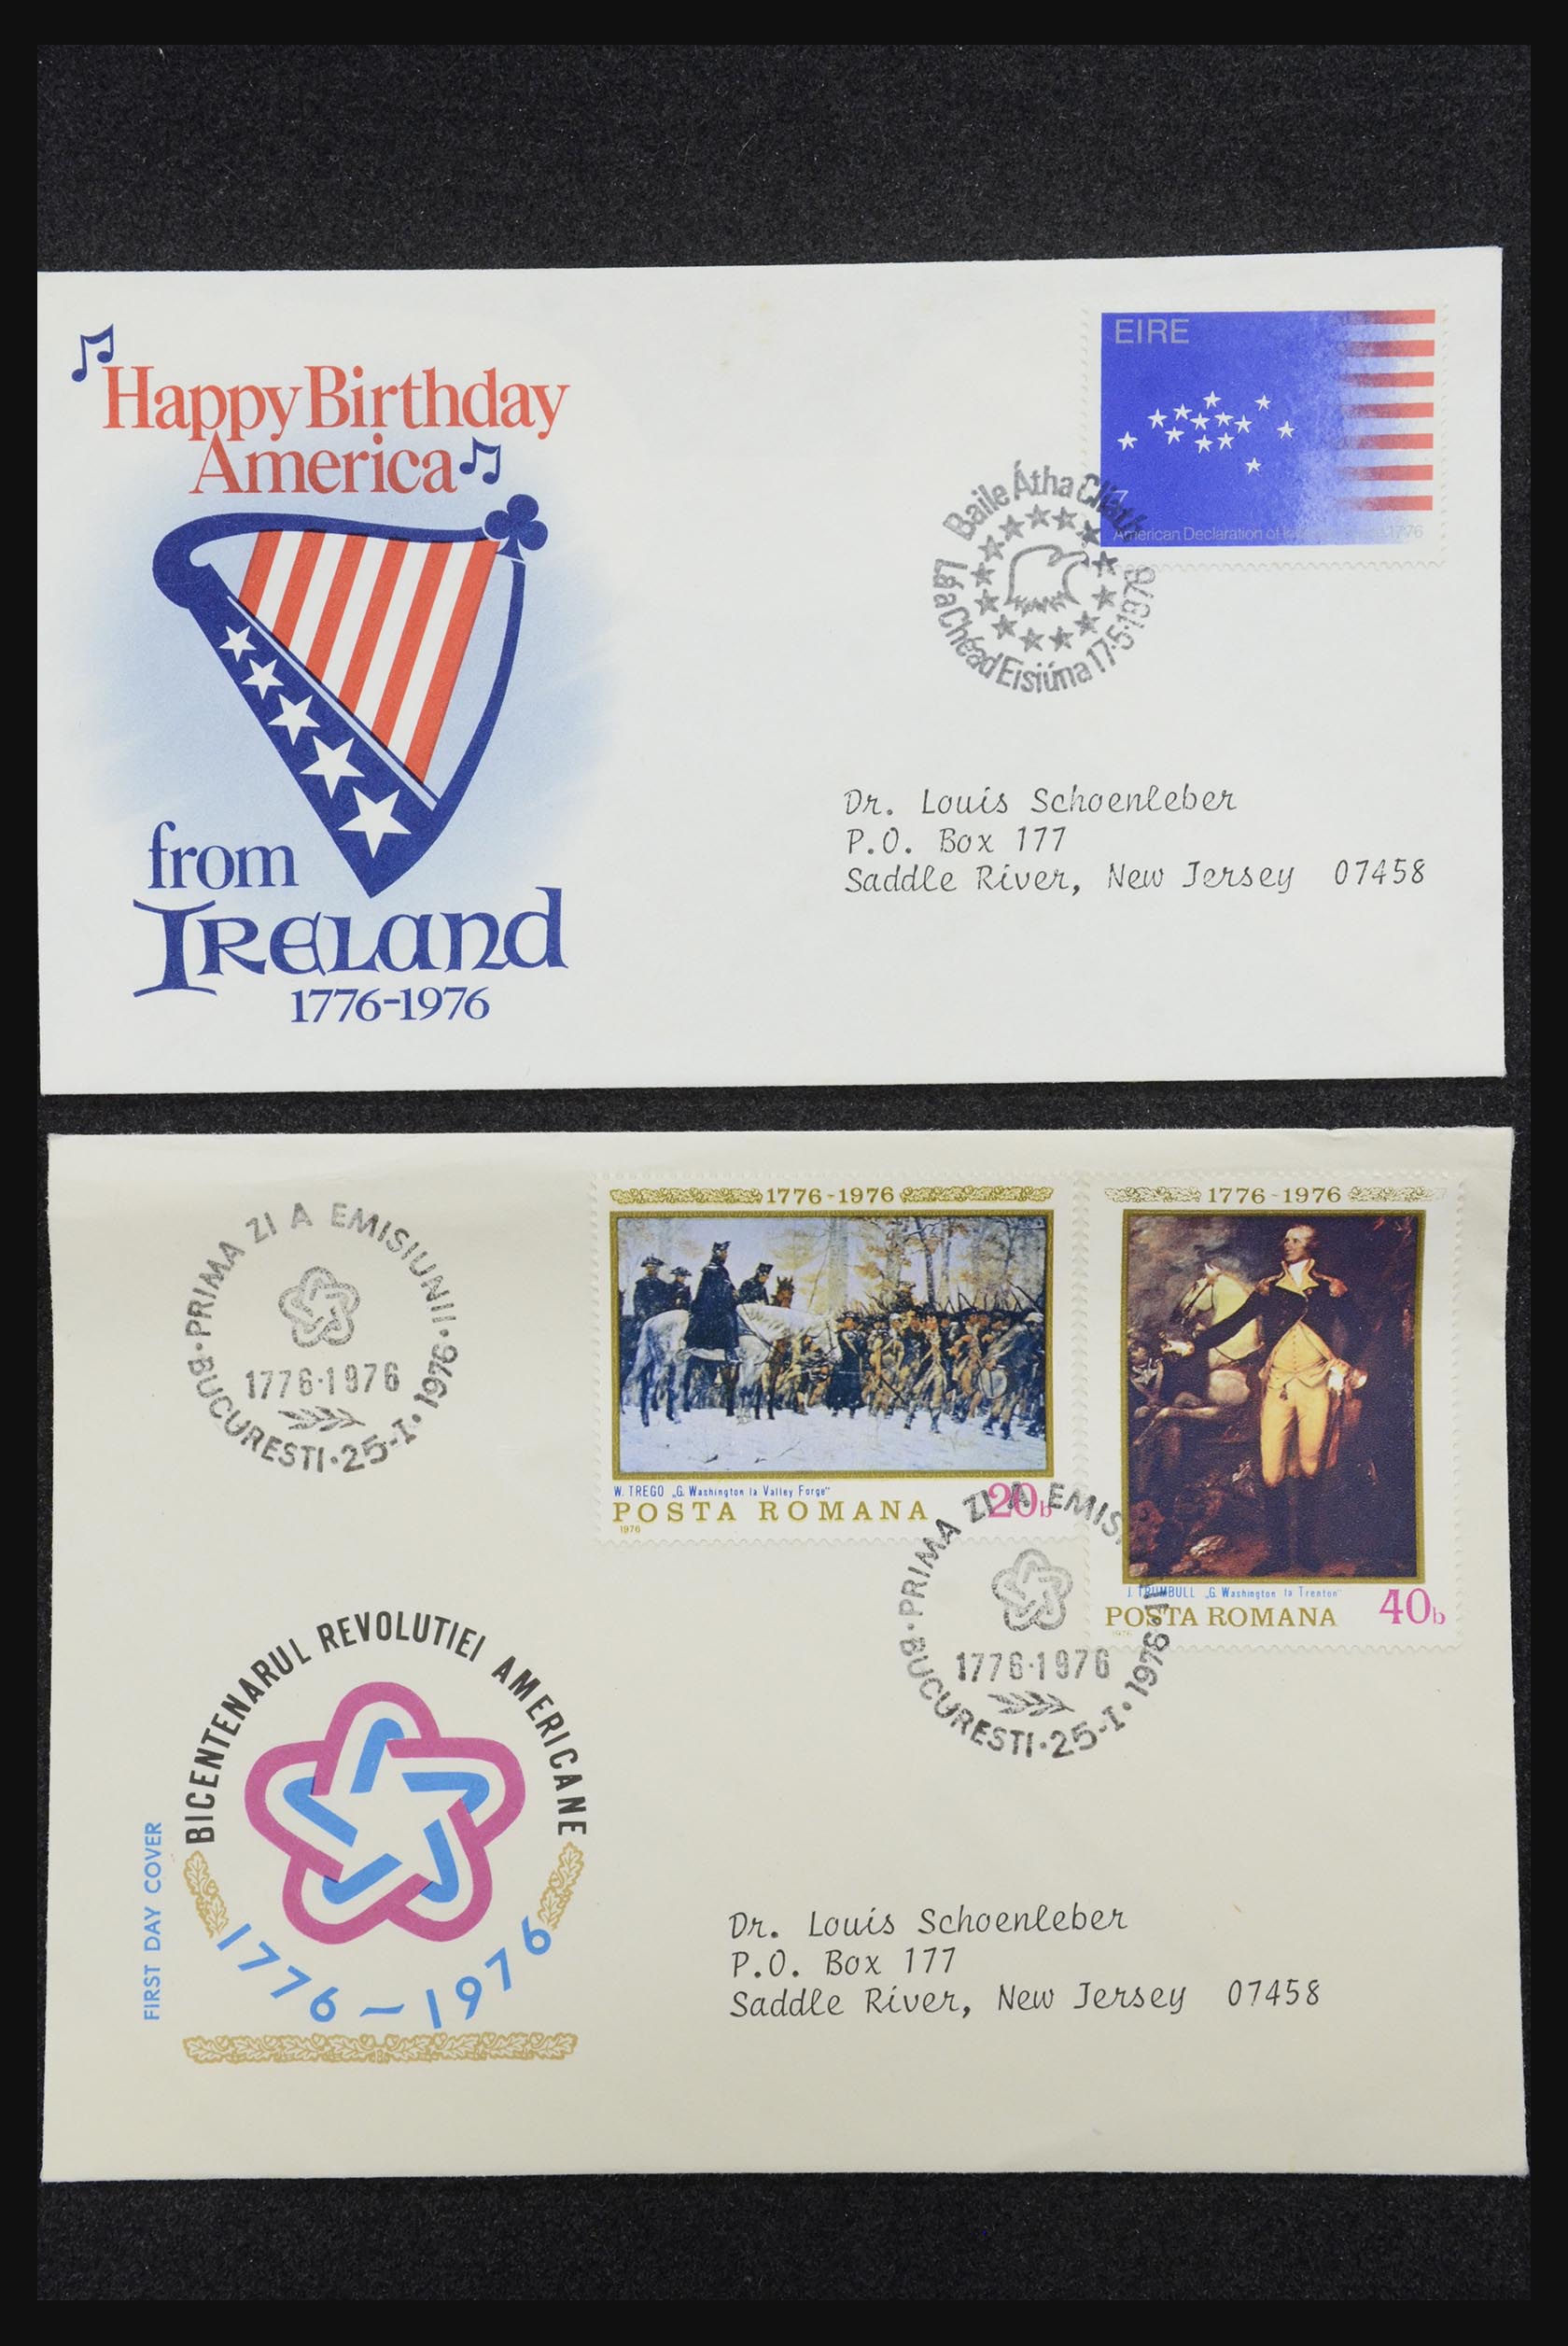 Happy Birthday
America
from
IRELAND
1776-1976
EIRE
American Declaration of 1776
Baile Átha Cliath
Lá a Chéad Eisiúna 17·5·1976
Dr. Louis Schoenleber
P.O. Box 177
Saddle River, New Jersey 07458
PRIMA ZI A EMISIUNII
1776·1976
BUCURESTI·25-I·1976
1776-1976
W. TREGO „G. Washington la Valley Forge"
POSTA ROMANA 20b
1976
1776-1976
J. TRUMBULL „G. Washington la Trenton"
POSTA ROMANA 40b
PRIMA ZI A EMIS
1776·1976
BUCURESTI·25-I·1976
BICENTENARUL REVOLUTIEI AMERICANE
1776-1976
FIRST DAY COVER
Dr. Louis Schoenleber
P.O. Box 177
Saddle River, New Jersey 07458